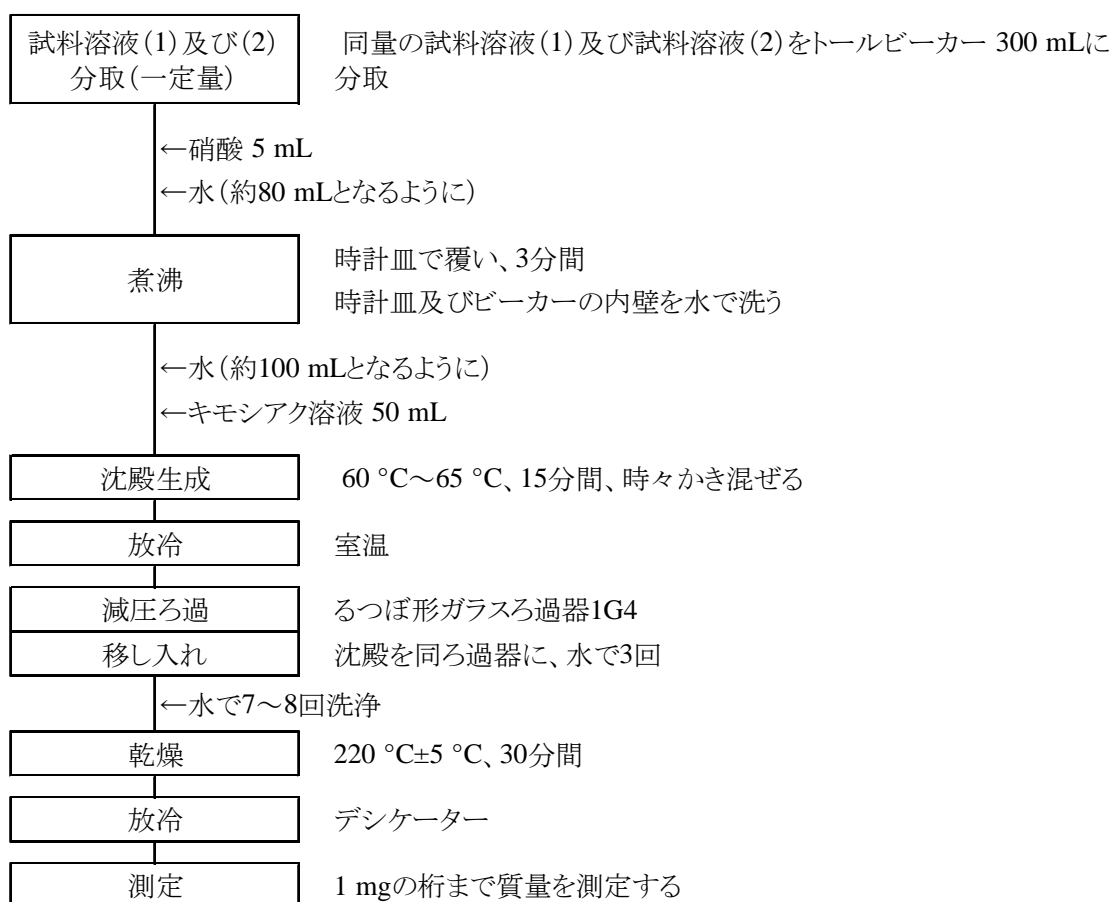 試料溶液(1)及び(2)
分取(一定量)
同量の試料溶液(1)及び試料溶液(2)をトールビーカー 300 mLに
分取
←硝酸 5 mL
←水(約80 mLとなるように)
煮沸
時計皿で覆い、3分間
時計皿及びビーカーの内壁を水で洗う
←水(約100 mLとなるように)
←キモシアク溶液 50 mL
沈殿生成
60 °C～65 °C、15分間、時々かき混ぜる
放冷
室温
減圧ろ過
るつぼ形ガラスろ過器1G4
移し入れ
沈殿を同ろ過器に、水で3回
←水で7～8回洗浄
乾燥
220 °C±5 °C、30分間
放冷
デシケーター
測定
1 mgの桁まで質量を測定する